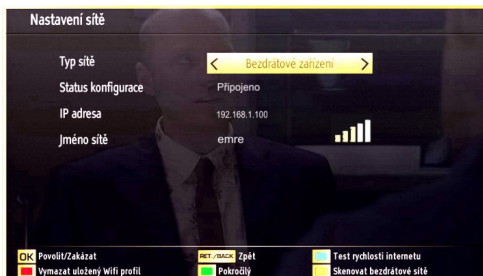 Nastavení sítě
Typ sítě
Bezdrátové zařízení
Status konfigurace
Připojeno
IP adresa
192.168.1.100
Jméno sítě
emre
OK Povolit/Zakázat
RET./BACK Zpět
Test rychlosti internetu
Vymazat uložený Wifi profil
Pokročilý
Skenovat bezdrátové sítě